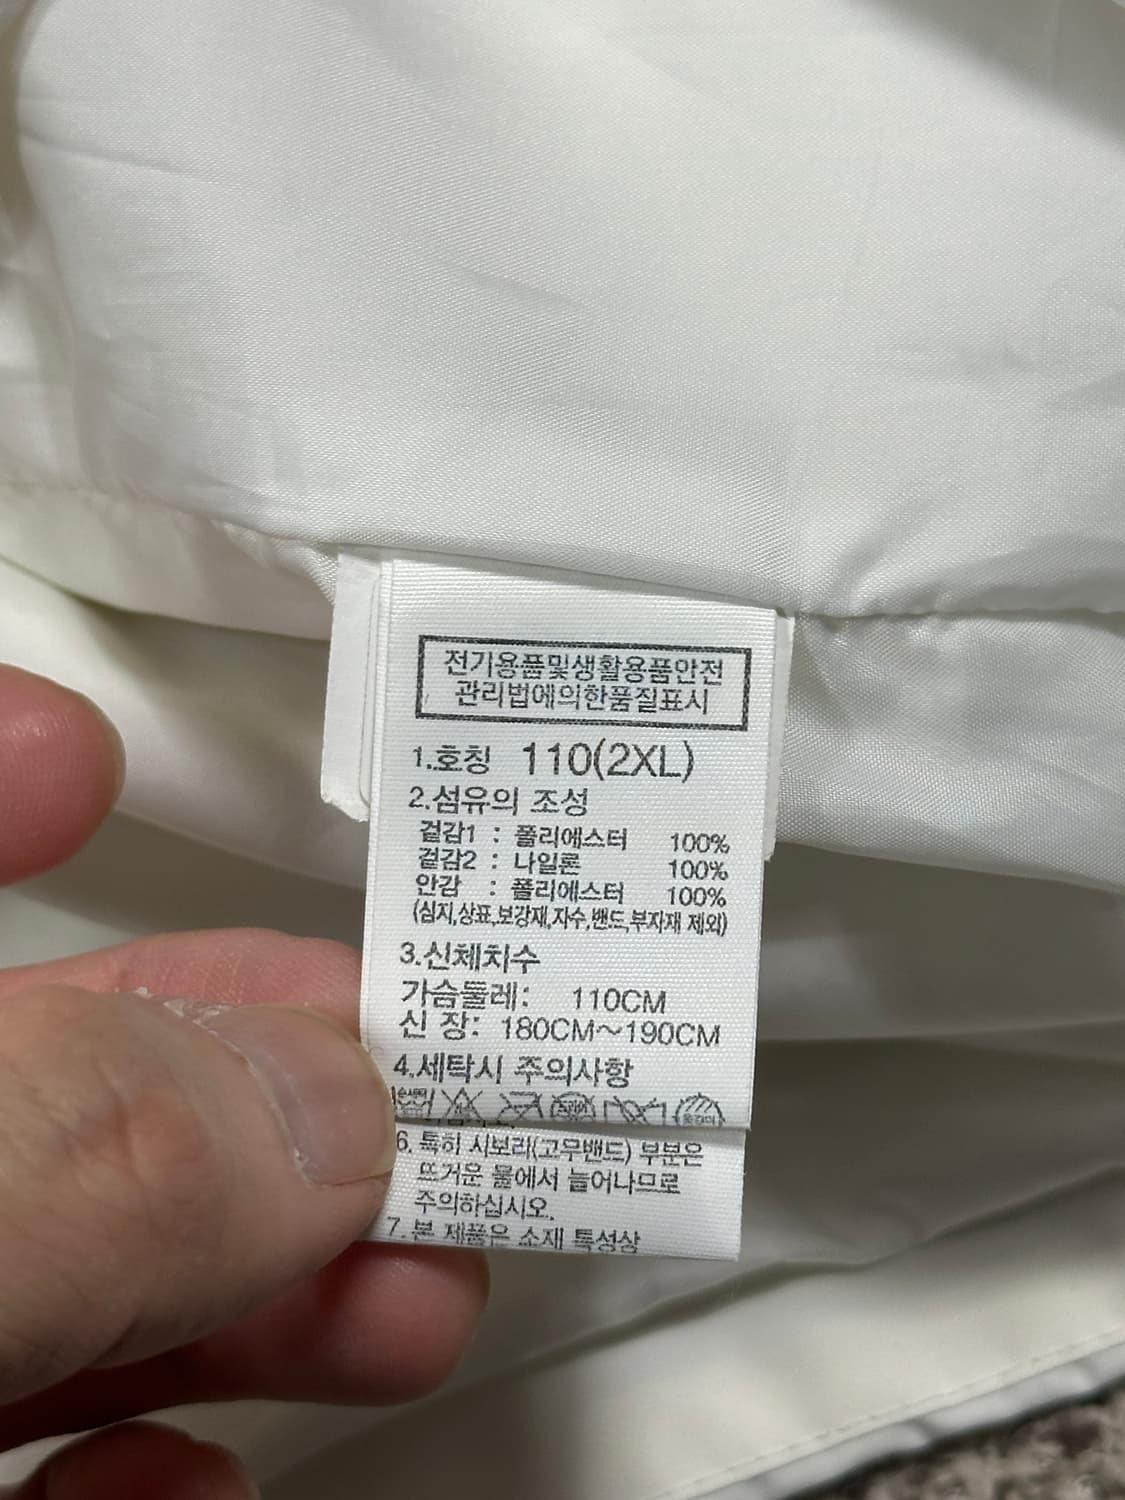 전기용품및생활용품안전
관리법에의한품질표시
1.호칭 110(2XL)
2.섬유의 조성
겉감1 : 폴리에스터 100%
겉감2 : 나일론 100%
안감 : 폴리에스터 100%
(심지,상표,보강재,자수,밴드,부자재 제외)
3.신체치수
가슴둘레: 110CM
신 장: 180CM~190CM
4.세탁시 주의사항
6. 특히 시보리(고무밴드) 부분은
뜨거운 물에서 늘어나므로
주의하십시오.
7. 본 제품은 소재 특성상